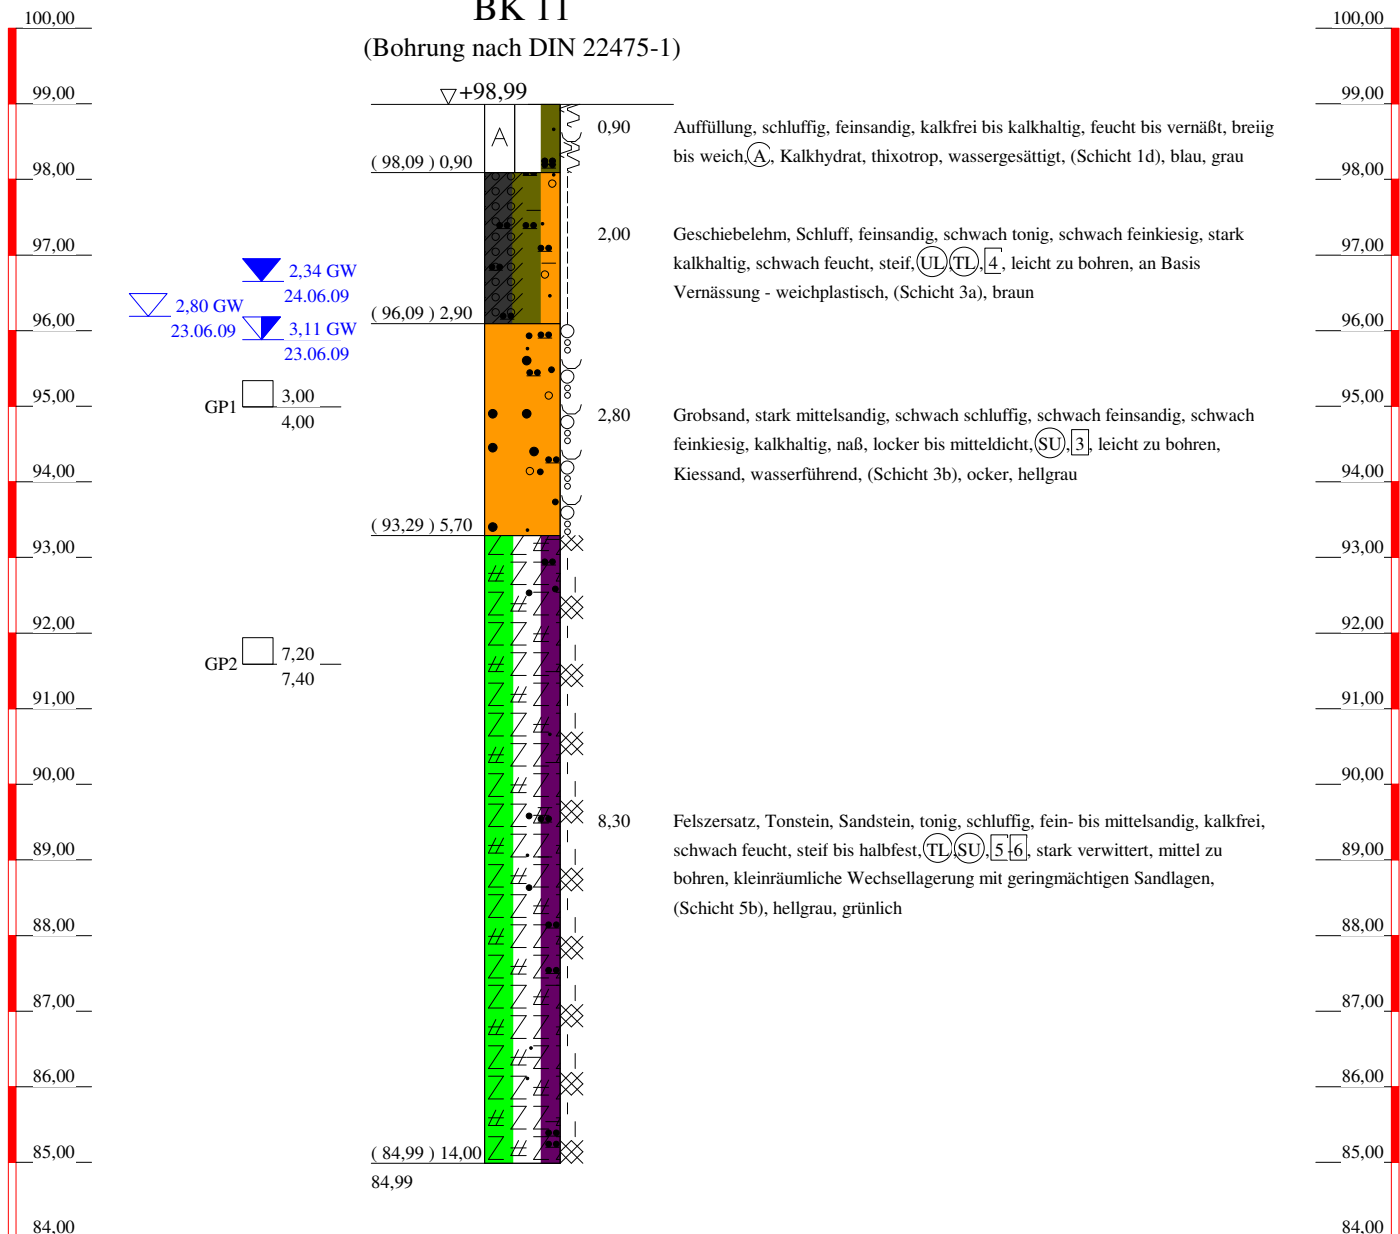 BK 11
(Bohrung nach DIN 22475-1)
100,00
99,00
98,00
97,00
96,00
95,00
94,00
93,00
92,00
91,00
90,00
89,00
88,00
87,00
86,00
85,00
84,00
+98,99
A
( 98,09 ) 0,90
0,90
Auffüllung, schluffig, feinsandig, kalkfrei bis kalkhaltig, feucht bis vernäßt, breiig
bis weich, A, Kalkhydrat, thixotrop, wassergesättigt, (Schicht 1d), blau, grau
2,34 GW
24.06.09
2,80 GW
23.06.09
3,11 GW
23.06.09
( 96,09 ) 2,90
2,00
Geschiebelehm, Schluff, feinsandig, schwach tonig, schwach feinkiesig, stark
kalkhaltig, schwach feucht, steif, UL, TL, 4, leicht zu bohren, an Basis
Vernässung - weichplastisch, (Schicht 3a), braun
GP1
3,00
4,00
( 93,29 ) 5,70
2,80
Grobsand, stark mittelsandig, schwach schluffig, schwach feinsandig, schwach
feinkiesig, kalkhaltig, naß, locker bis mitteldicht, SU, 3, leicht zu bohren,
Kiessand, wasserführend, (Schicht 3b), ocker, hellgrau
GP2
7,20
7,40
8,30
Felszersatz, Tonstein, Sandstein, tonig, schluffig, fein- bis mittelsandig, kalkfrei,
schwach feucht, steif bis halbfest, TL, SU, 5-6, stark verwittert, mittel zu
bohren, kleinräumliche Wechsellagerung mit geringmächtigen Sandlagen,
(Schicht 5b), hellgrau, grünlich
( 84,99 ) 14,00
84,99
100,00
99,00
98,00
97,00
96,00
95,00
94,00
93,00
92,00
91,00
90,00
89,00
88,00
87,00
86,00
85,00
84,00